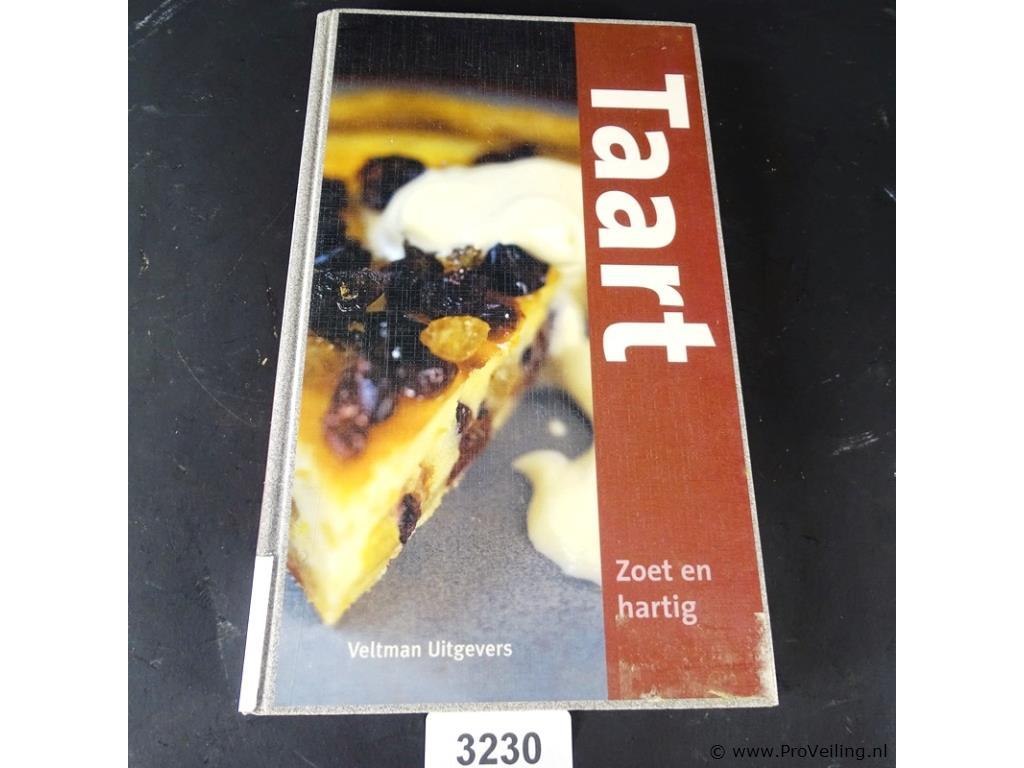 Taart
Zoet en
hartig
Veltman Uitgevers
3230
© www.ProVeiling.nl